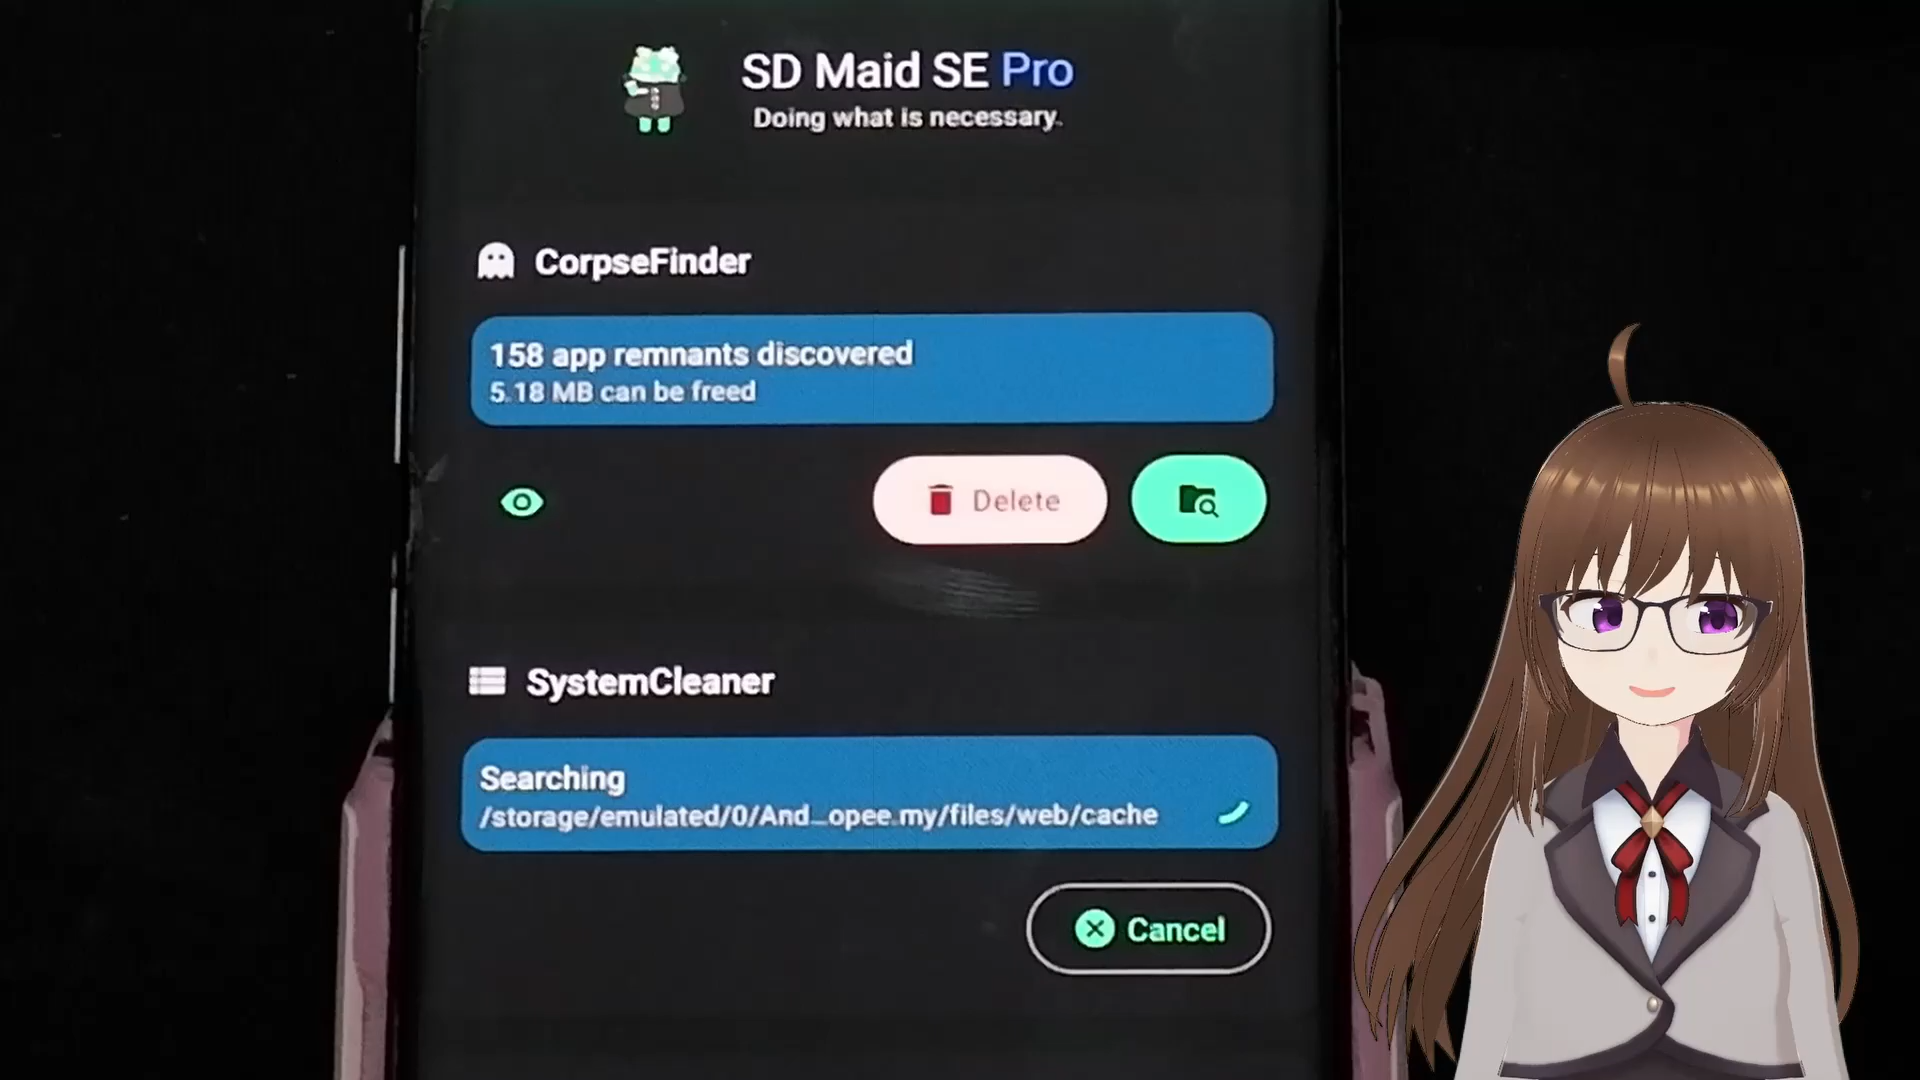 SD Maid SE Pro
Doing what is necessary.
CorpseFinder
158 app remnants discovered
5.18 MB can be freed
Delete
SystemCleaner
Searching
/storage/emulated/0/And…opee.my/files/web/cache
Cancel